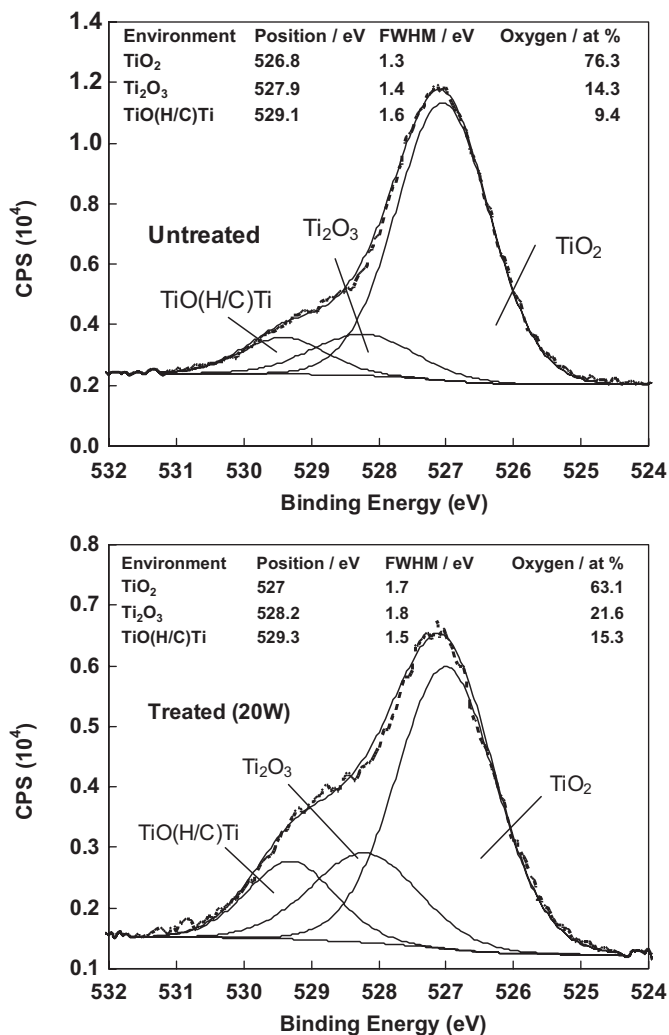 Environment Position / eV FWHM / eV Oxygen / at %
TiO₂ 526.8 1.3 76.3
Ti₂O₃ 527.9 1.4 14.3
TiO(H/C)Ti 529.1 1.6 9.4
1.4
1.2
1.0
0.8
0.6
0.4
0.2
0.0
CPS (10⁴)
Untreated
Ti₂O₃
TiO₂
TiO(H/C)Ti
532 531 530 529 528 527 526 525 524
Binding Energy (eV)
Environment Position / eV FWHM / eV Oxygen / at %
TiO₂ 527 1.7 63.1
Ti₂O₃ 528.2 1.8 21.6
TiO(H/C)Ti 529.3 1.5 15.3
0.8
0.7
0.6
0.5
0.4
0.3
0.2
0.1
CPS (10⁴)
Treated (20W)
Ti₂O₃
TiO₂
TiO(H/C)Ti
532 531 530 529 528 527 526 525 524
Binding Energy (eV)